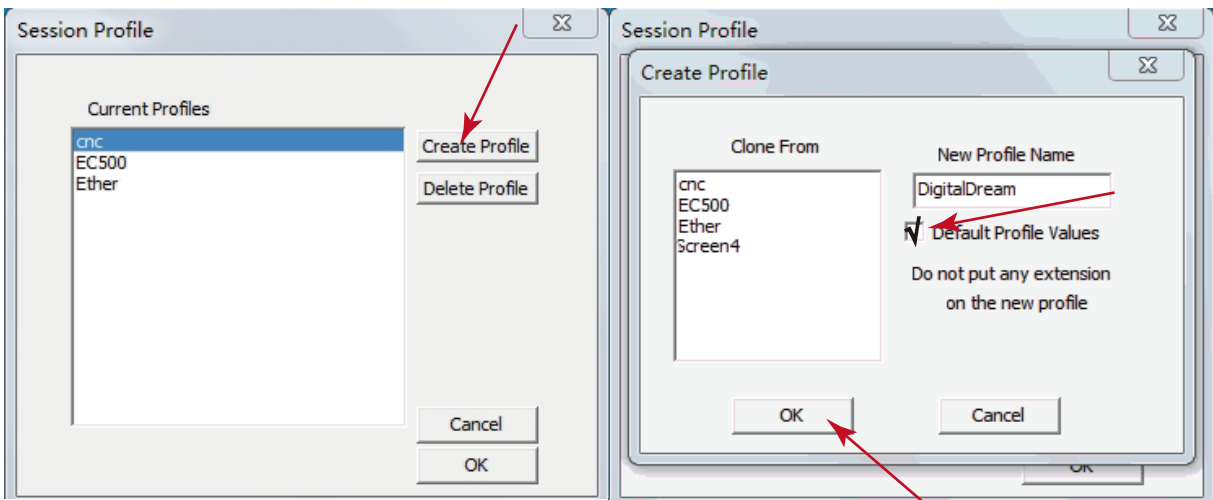 Session Profile
Current Profiles
cnc
EC500
Ether
Create Profile
Delete Profile
Cancel
OK
Session Profile
Create Profile
Clone From
cnc
EC500
Ether
Screen4
New Profile Name
DigitalDream
Default Profile Values
Do not put any extension
on the new profile
OK
Cancel
OK